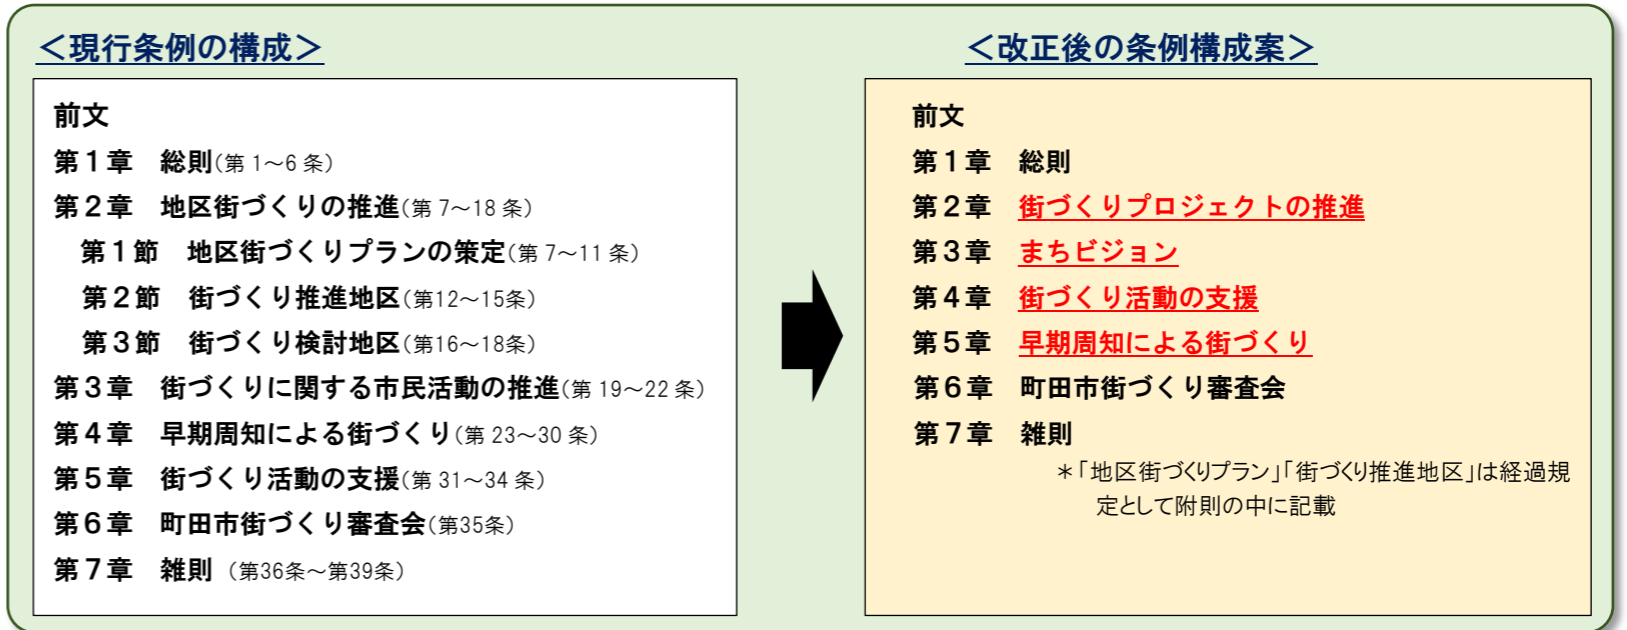 ＜現行条例の構成＞
前文
第１章　総則（第 1～6 条）
第２章　地区街づくりの推進（第 7～18 条）
第１節　地区街づくりプランの策定（第 7～11 条）
第２節　街づくり推進地区（第12～15条）
第３節　街づくり検討地区（第16～18条）
第３章　街づくりに関する市民活動の推進（第 19～22 条）
第４章　早期周知による街づくり（第 23～30 条）
第５章　街づくり活動の支援（第 31～34 条）
第６章　町田市街づくり審査会（第35条）
第７章　雑則（第36条～第39条）
＜改正後の条例構成案＞
前文
第１章　総則
第２章　街づくりプロジェクトの推進
第３章　まちビジョン
第４章　街づくり活動の支援
第５章　早期周知による街づくり
第６章　町田市街づくり審査会
第７章　雑則
＊「地区街づくりプラン」「街づくり推進地区」は経過規
定として附則の中に記載